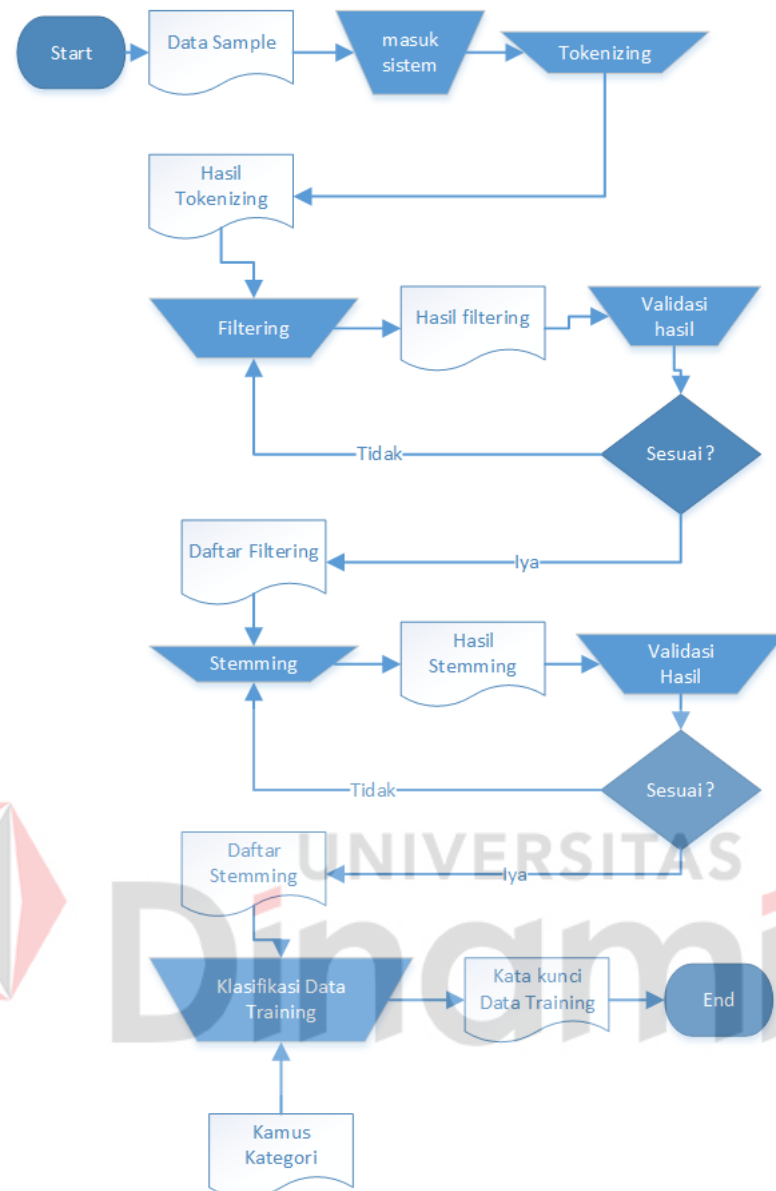 Start
Data Sample
masuk
sistem
Tokenizing
Hasil
Tokenizing
Filtering
Hasil filtering
Validasi
hasil
Sesuai ?
Tidak
Iya
Daftar Filtering
Stemming
Hasil
Stemming
Validasi
Hasil
Sesuai ?
Tidak
Iya
Daftar
Stemming
UNIVERSITAS
Dinami
Klasifikasi Data
Training
Kata kunci
Data Training
End
Kamus
Kategori